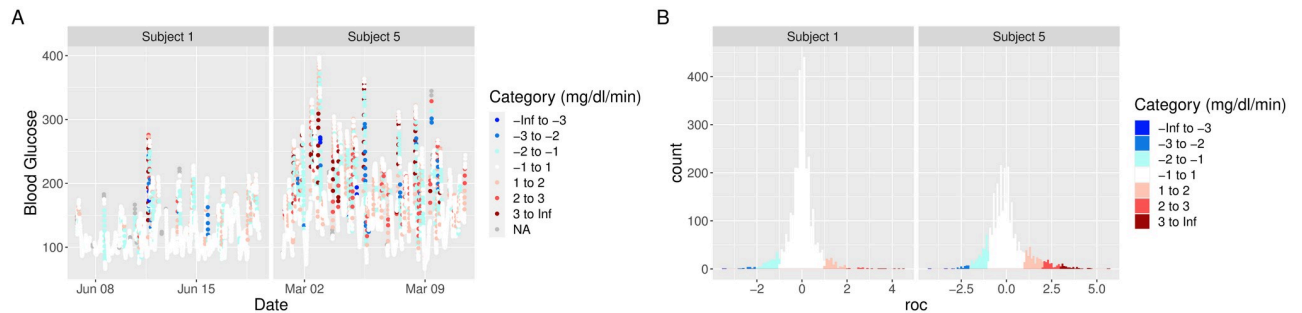 A
Subject 1
Subject 5
400
300
200
100
Blood Glucose
Jun 08
Jun 15
Mar 02
Mar 09
Date
Category (mg/dl/min)
−Inf to −3
−3 to −2
−2 to −1
−1 to 1
1 to 2
2 to 3
3 to Inf
NA
B
Subject 1
Subject 5
400
300
200
100
0
count
−2
0
2
4
−2.5
0.0
2.5
5.0
roc
Category (mg/dl/min)
−Inf to −3
−3 to −2
−2 to −1
−1 to 1
1 to 2
2 to 3
3 to Inf